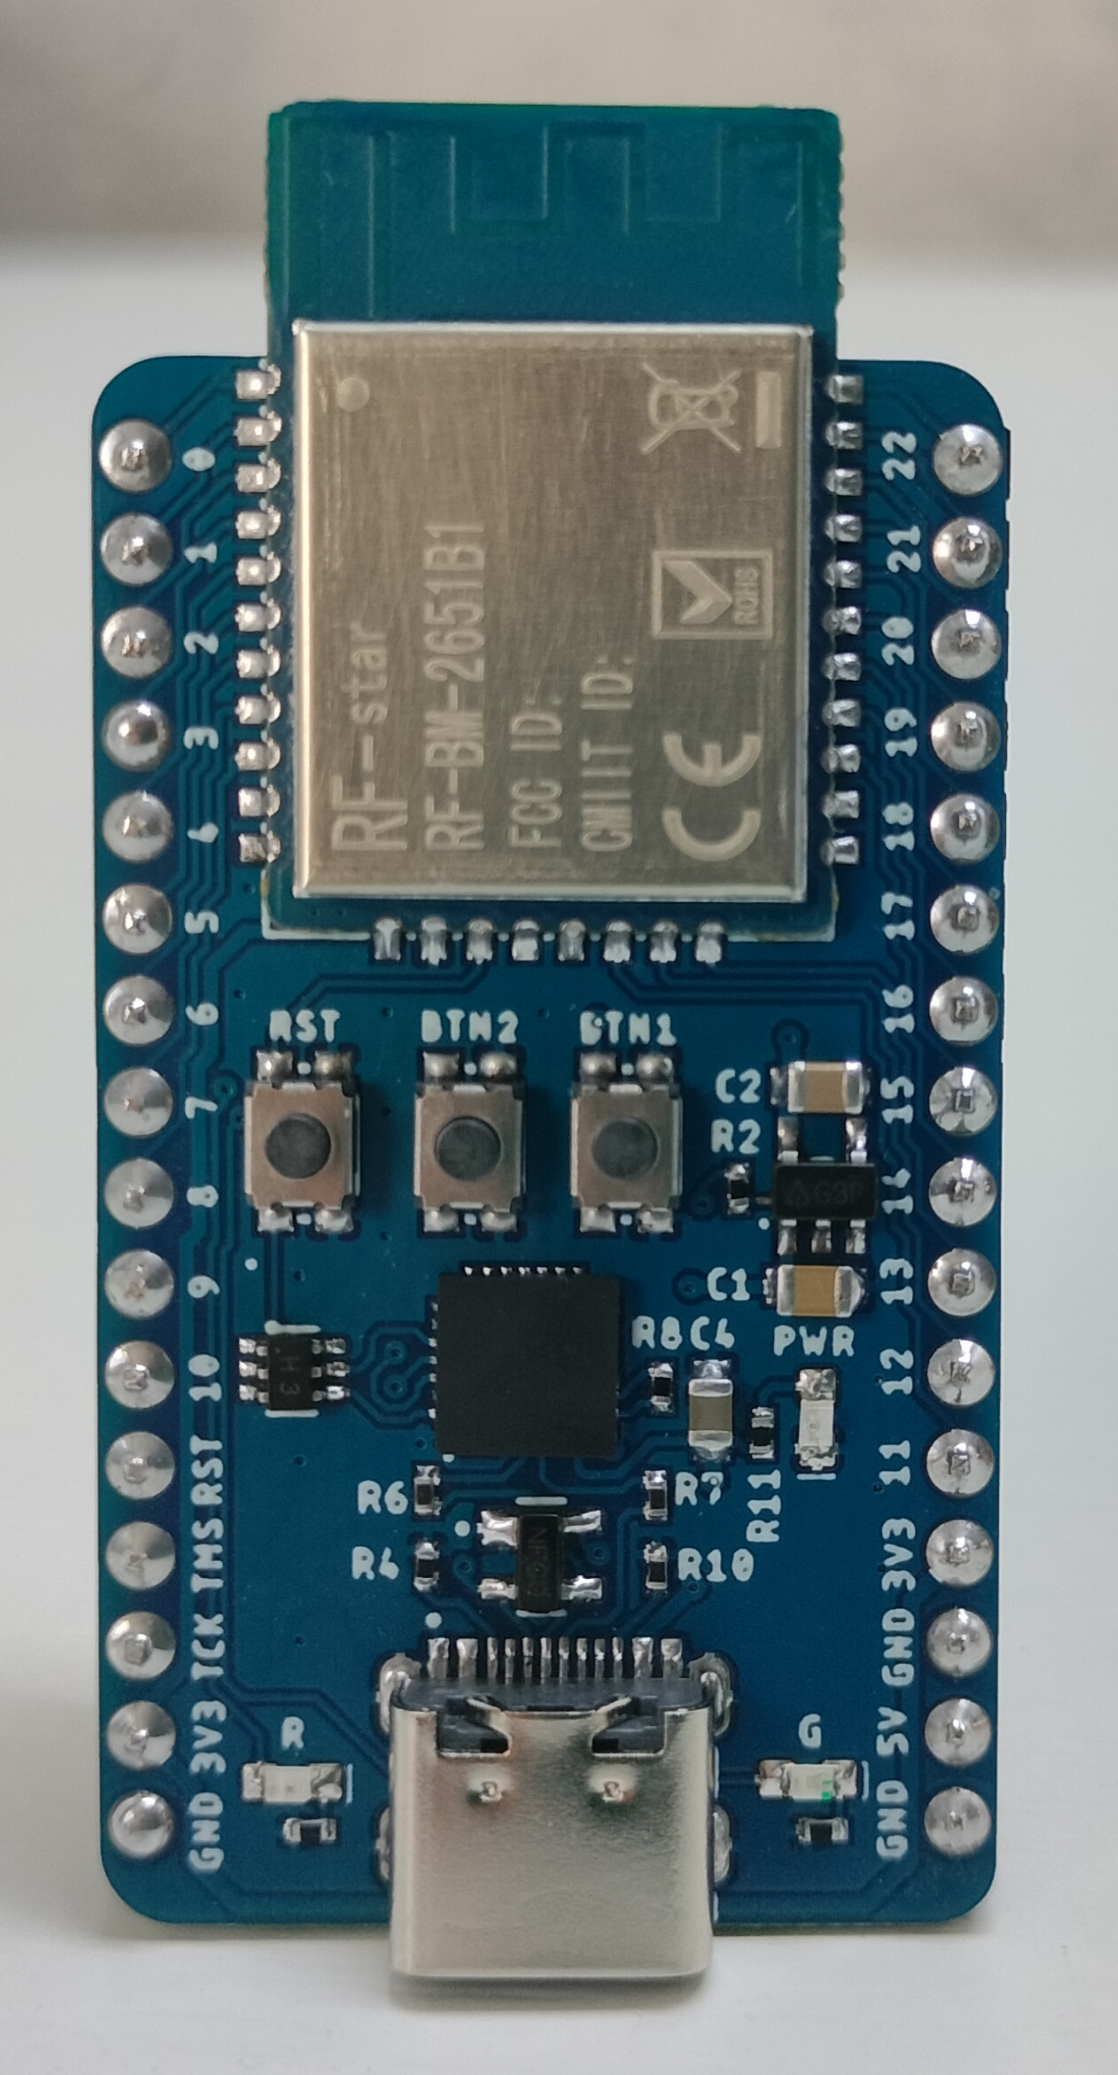 RF-star
RF-BM-2651B1
FCC ID:
CMIIT ID:
CE
ROHS
0
1
2
3
4
5
6
7
8
9
10
RST
TMS
TCK
3V3
GND
22
21
20
19
18
17
16
15
14
13
12
11
3V3
GND
5V
GND
RST BTN2 BTN1
C2
R2
G3P
C1
R8 C4 PWR
H3
R6 R7
R11
R4 R10
R G